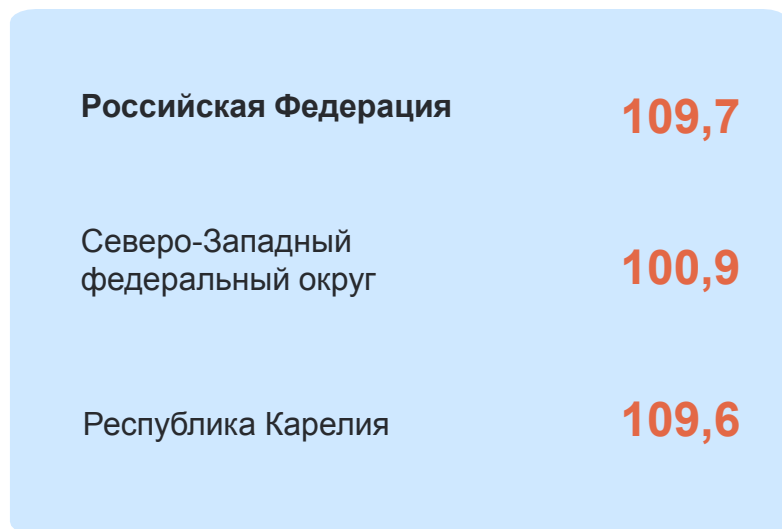 Российская Федерация 109,7
Северо-Западный
федеральный округ 100,9
Республика Карелия 109,6